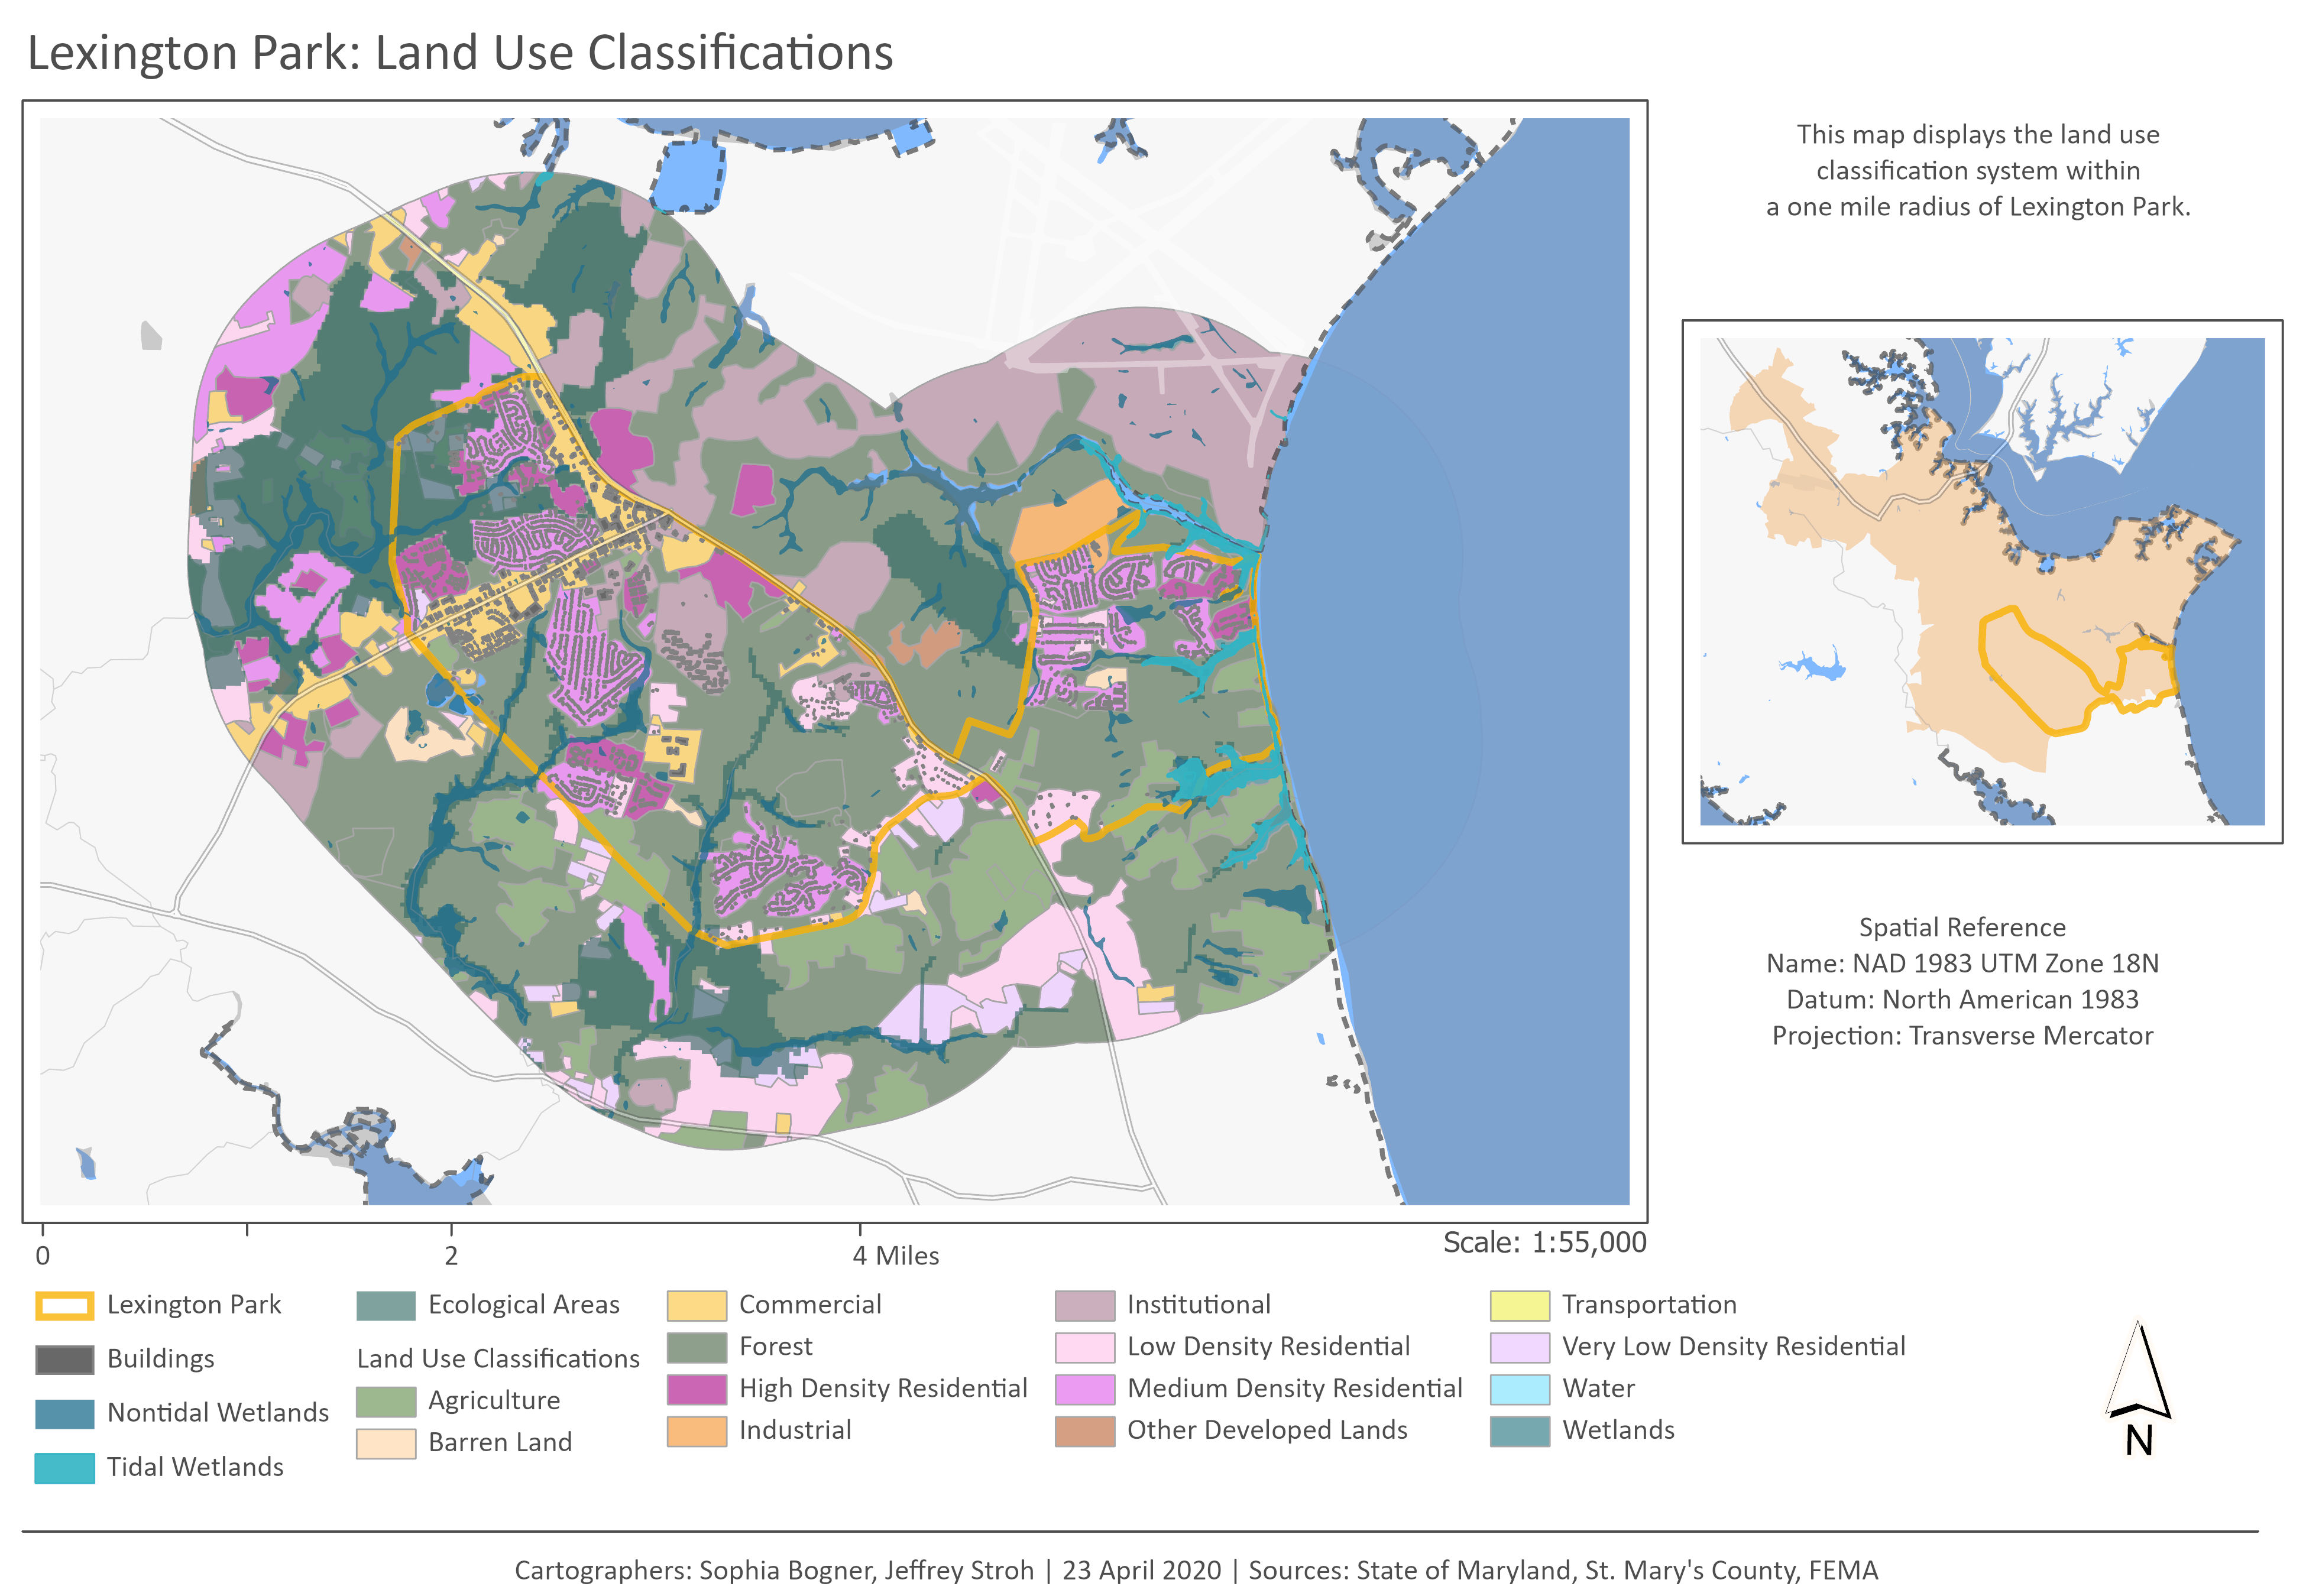 Lexington Park: Land Use Classifications
This map displays the land use
classification system within
a one mile radius of Lexington Park.
Spatial Reference
Name: NAD 1983 UTM Zone 18N
Datum: North American 1983
Projection: Transverse Mercator
0
2
4 Miles
Scale: 1:55,000
Lexington Park
Buildings
Nontidal Wetlands
Tidal Wetlands
Ecological Areas
Land Use Classifications
Agriculture
Barren Land
Commercial
Forest
High Density Residential
Industrial
Institutional
Low Density Residential
Medium Density Residential
Other Developed Lands
Transportation
Very Low Density Residential
Water
Wetlands
N
Cartographers: Sophia Bogner, Jeffrey Stroh | 23 April 2020 | Sources: State of Maryland, St. Mary's County, FEMA